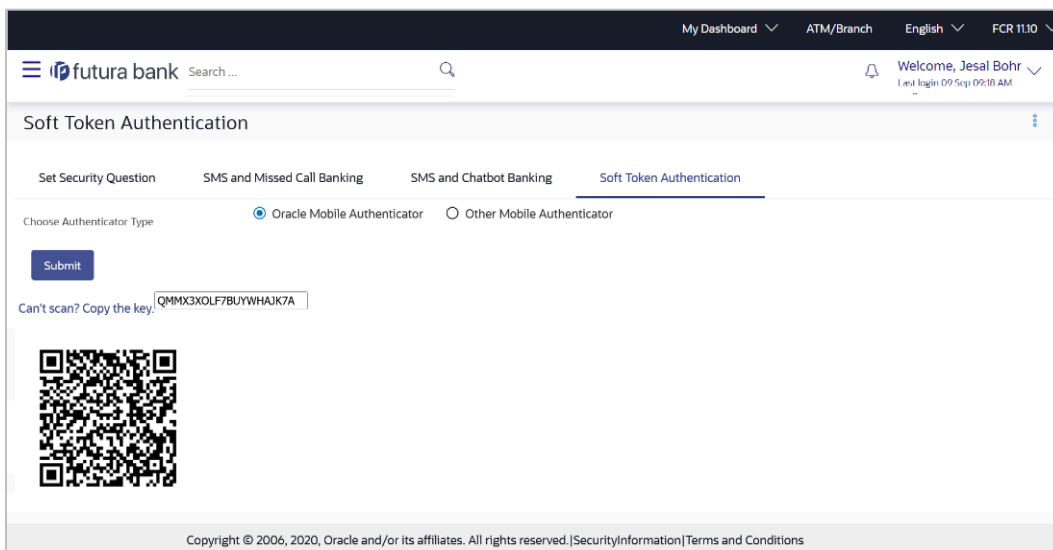 My Dashboard ATM/Branch English FCR 11.10
futura bank Search ... Welcome, Jesal Bohr
Last login 09 Sep 09:18 AM
Soft Token Authentication
Set Security Question SMS and Missed Call Banking SMS and Chatbot Banking Soft Token Authentication
Choose Authenticator Type Oracle Mobile Authenticator Other Mobile Authenticator
Submit
Can't scan? Copy the key. QMMX3XOLF7BUYWHAJK7A
Copyright © 2006, 2020, Oracle and/or its affiliates. All rights reserved.|SecurityInformation|Terms and Conditions